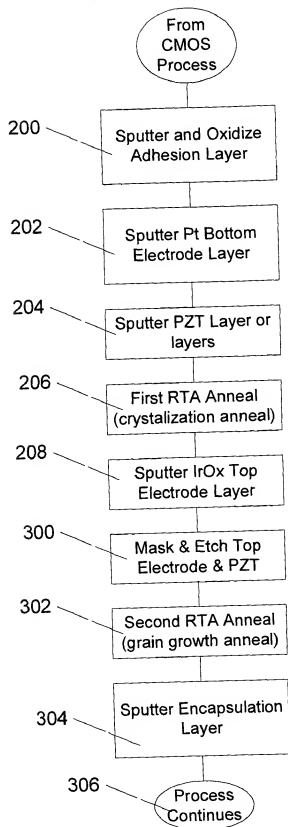 From
CMOS
Process
200
Sputter and Oxidize
Adhesion Layer
202
Sputter Pt Bottom
Electrode Layer
204
Sputter PZT Layer or
layers
206
First RTA Anneal
(crystalization anneal)
208
Sputter IrOx Top
Electrode Layer
300
Mask & Etch Top
Electrode & PZT
302
Second RTA Anneal
(grain growth anneal)
304
Sputter Encapsulation
Layer
306
Process
Continues